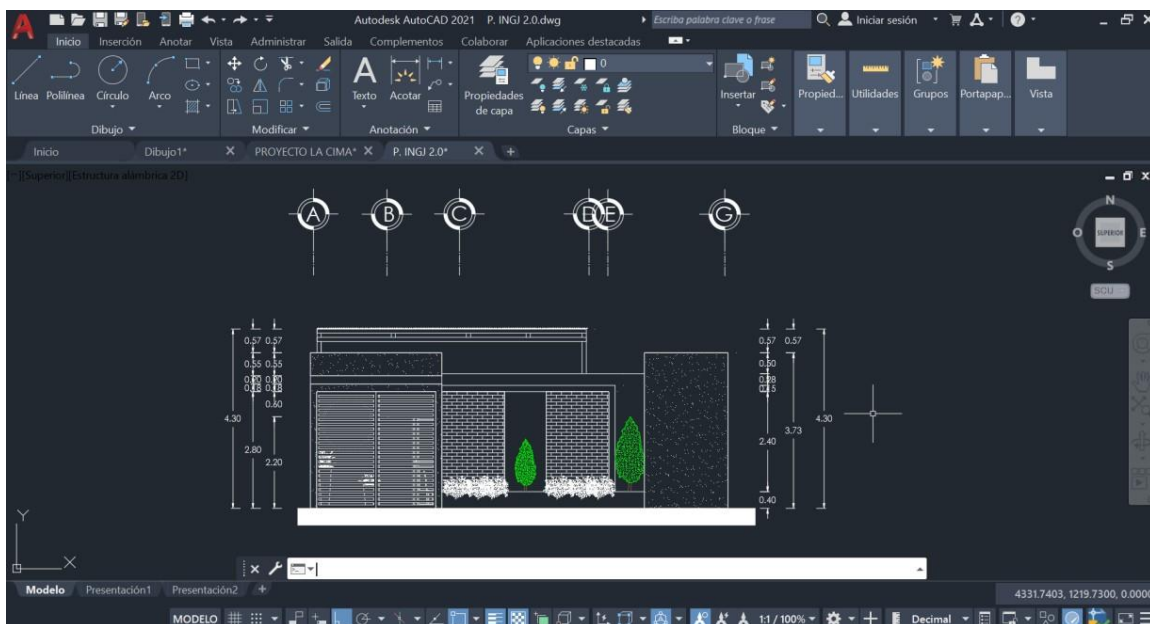 Autodesk AutoCAD 2021 P. INGJ 2.0.dwg Escriba palabra clave o frase Iniciar sesión
Inicio Inserción Anotar Vista Administrar Salida Complementos Colaborar Aplicaciones destacadas
0
Línea Polilínea Círculo Arco Texto Acotar Propiedades de capa Insertar Propied... Utilidades Grupos Portapap... Vista
Dibujo Modificar Anotación Capas Bloque
Inicio Dibujo1* PROYECTO LA CIMA* P. INGJ 2.0*
[−][Superior][Estructura alámbrica 2D]
N
A B C D E G
O SUPERIOR E
S
SCU
0.57 0.57 0.57 0.57
0.55 0.55 0.50
0.28
0.60
4.30 4.30
3.73
2.40
2.80
2.20
0.40
Y
X
Modelo Presentación1 Presentación2
4331.7403, 1219.7300, 0.0000
MODELO 1:1 / 100% Decimal